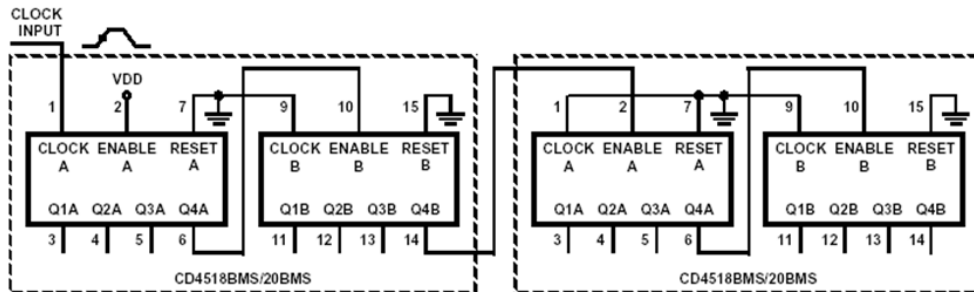 CLOCK
INPUT
VDD
1 2 7 9 10 15 1 2 7 9 10 15
CLOCK ENABLE RESET CLOCK ENABLE RESET CLOCK ENABLE RESET CLOCK ENABLE RESET
A A A B B B A A A B B B
Q1A Q2A Q3A Q4A Q1B Q2B Q3B Q4B Q1A Q2A Q3A Q4A Q1B Q2B Q3B Q4B
3 4 5 6 11 12 13 14 3 4 5 6 11 12 13 14
CD4518BMS/20BMS CD4518BMS/20BMS